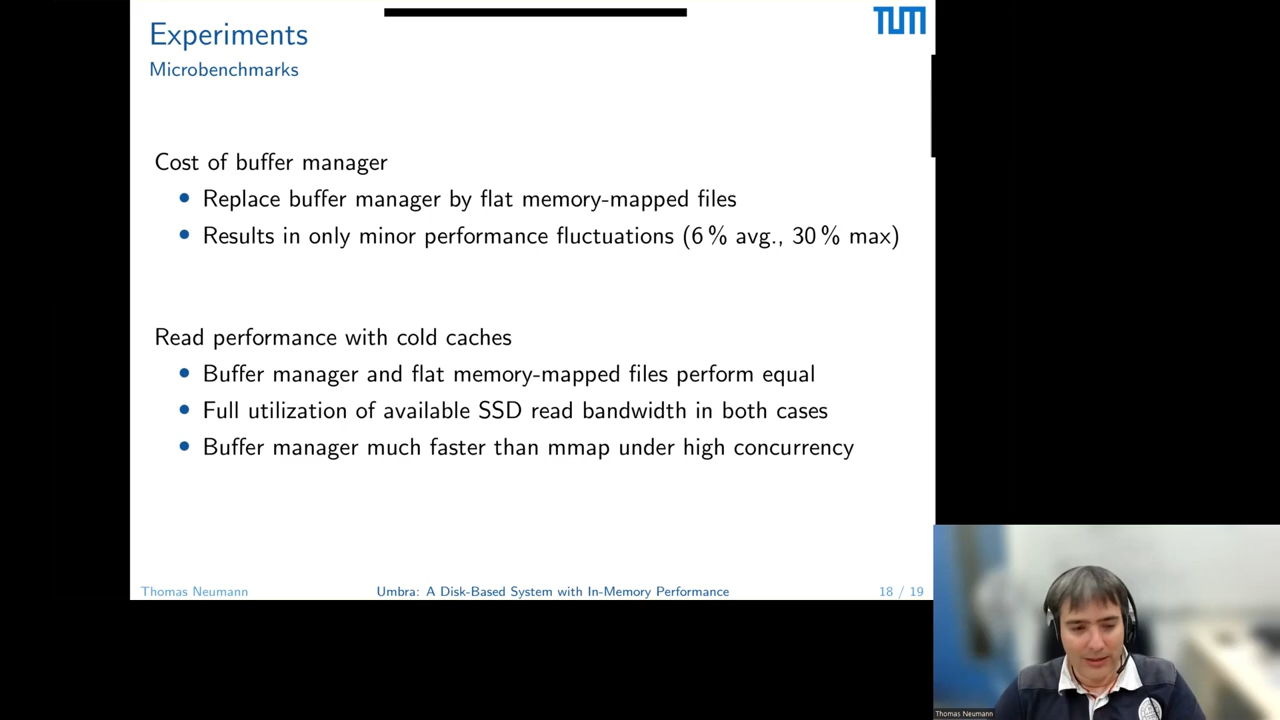 Experiments
TUM
Microbenchmarks
Cost of buffer manager
• Replace buffer manager by flat memory-mapped files
• Results in only minor performance fluctuations (6 % avg., 30 % max)
Read performance with cold caches
• Buffer manager and flat memory-mapped files perform equal
• Full utilization of available SSD read bandwidth in both cases
• Buffer manager much faster than mmap under high concurrency
Thomas Neumann Umbra: A Disk-Based System with In-Memory Performance 18 / 19
Thomas Neumann